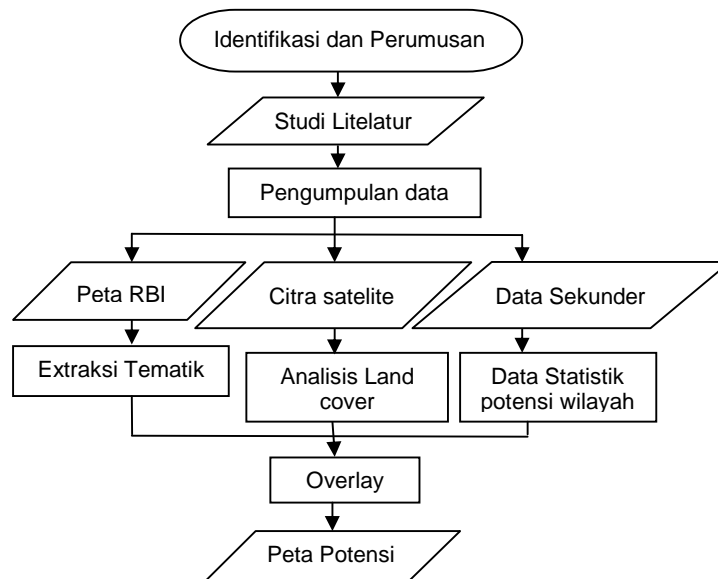 Identifikasi dan Perumusan
Studi Litelatur
Pengumpulan data
Peta RBI
Citra satelite
Data Sekunder
Extraksi Tematik
Analisis Land
cover
Data Statistik
potensi wilayah
Overlay
Peta Potensi